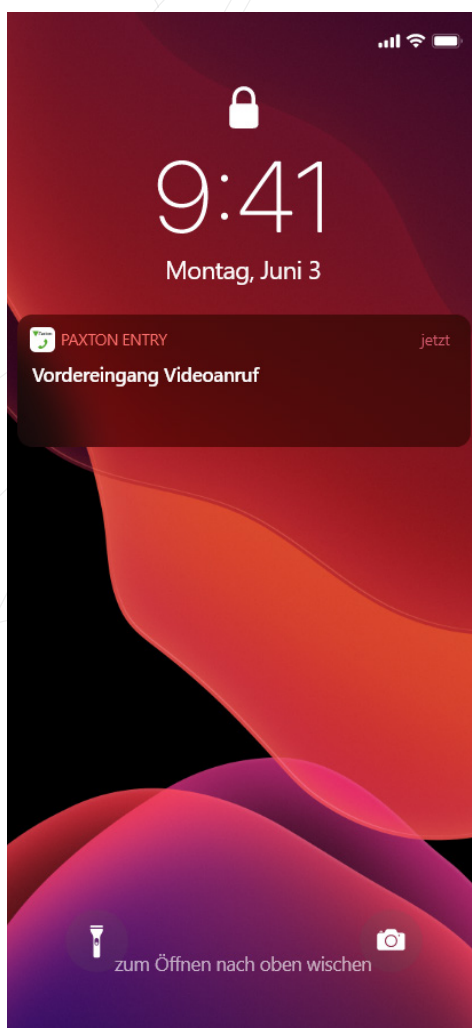 9:41
Montag, Juni 3
PAXTON ENTRY jetzt
Vordereingang Videoanruf
zum Öffnen nach oben wischen